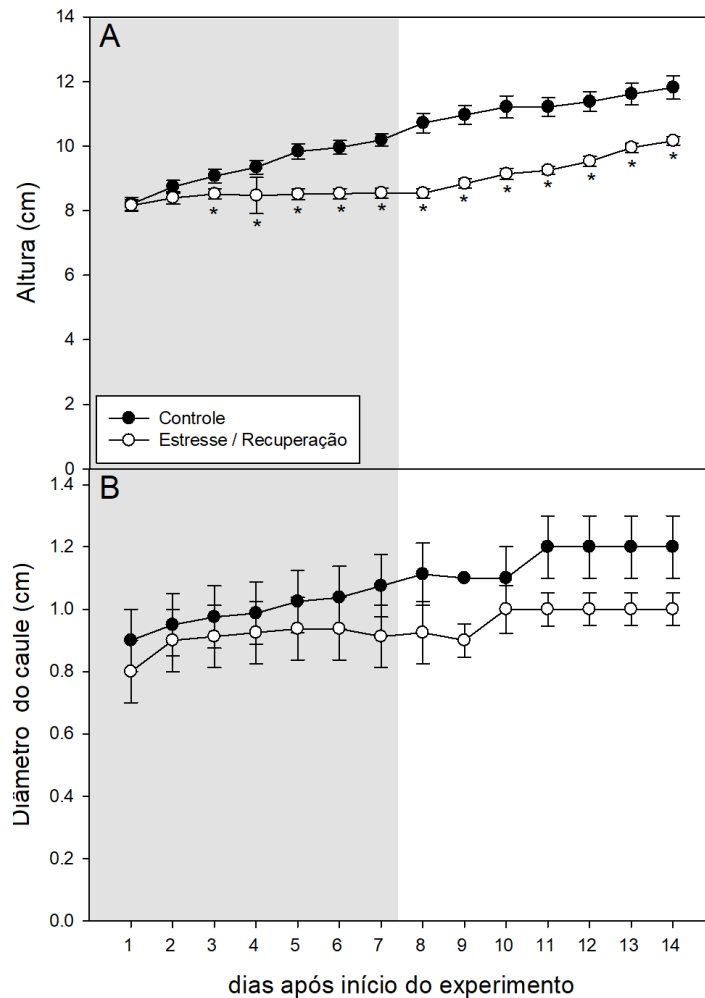 14
A
12
10
8
6
4
2
0
Altura (cm)
* * * * * * * * * * * *
Controle
Estresse / Recuperação
B
1.4
1.2
1.0
0.8
0.6
0.4
0.2
0.0
Diâmetro do caule (cm)
1 2 3 4 5 6 7 8 9 10 11 12 13 14
dias após início do experimento